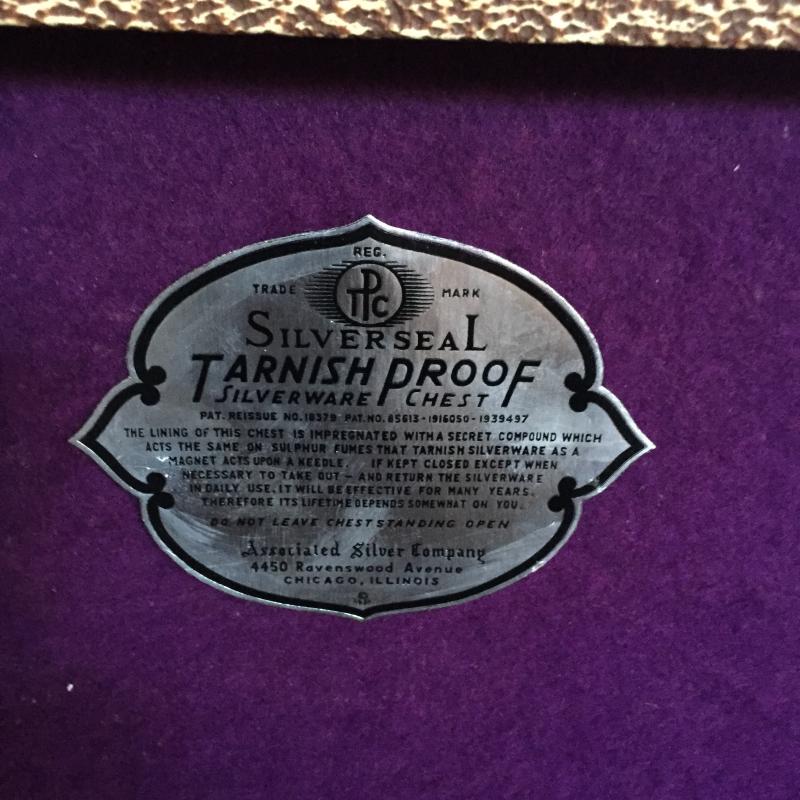 REG.
TRADE TPC MARK
SILVERSEAL
TARNISH PROOF
SILVERWARE CHEST
PAT. REISSUE NO. 18379 PAT. NO. 85613 - 1916050 - 1939497
THE LINING OF THIS CHEST IS IMPREGNATED WITH A SECRET COMPOUND WHICH
ACTS THE SAME ON SULPHUR FUMES THAT TARNISH SILVERWARE AS A
MAGNET ACTS UPON A NEEDLE. IF KEPT CLOSED EXCEPT WHEN
NECESSARY TO TAKE OUT - AND RETURN THE SILVERWARE
IN DAILY USE, IT WILL BE EFFECTIVE FOR MANY YEARS.
THEREFORE ITS LIFETIME DEPENDS SOMEWHAT ON YOU.
DO NOT LEAVE CHEST STANDING OPEN
Associated Silver Company
4450 Ravenswood Avenue
CHICAGO, ILLINOIS